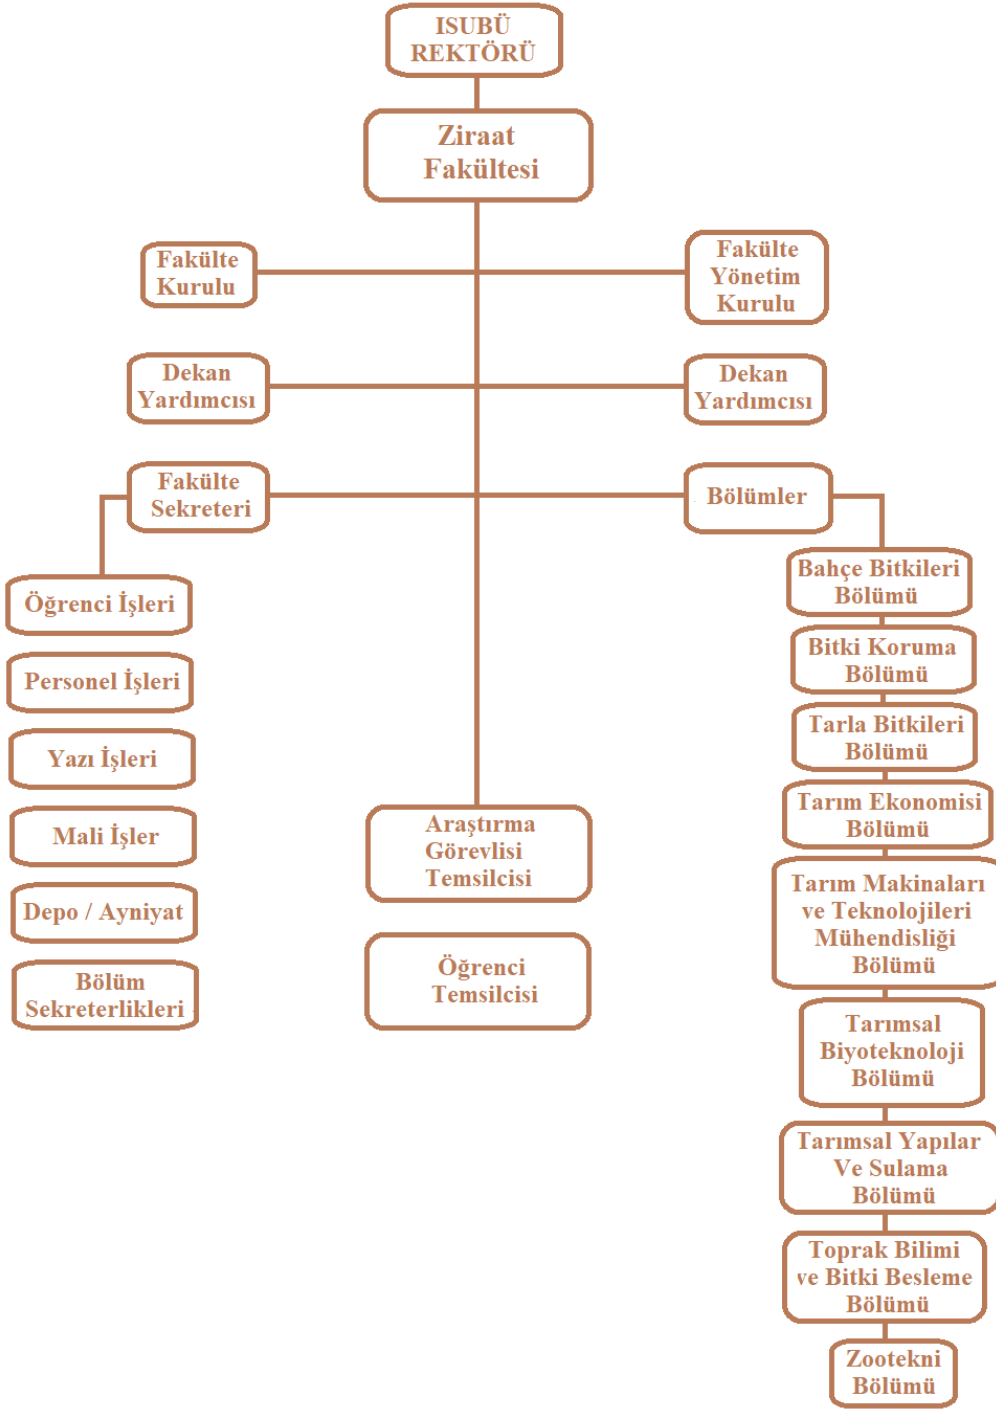 ISUBÜ
REKTÖRÜ
Ziraat
Fakültesi
Fakülte
Kurulu
Fakülte
Yönetim
Kurulu
Dekan
Yardımcısı
Dekan
Yardımcısı
Fakülte
Sekreteri
Bölümler
Öğrenci İşleri
Personel İşleri
Yazı İşleri
Mali İşler
Depo / Ayniyat
Bölüm
Sekreterlikleri
Araştırma
Görevlisi
Temsilcisi
Öğrenci
Temsilcisi
Bahçe Bitkileri
Bölümü
Bitki Koruma
Bölümü
Tarla Bitkileri
Bölümü
Tarım Ekonomisi
Bölümü
Tarım Makinaları
ve Teknolojileri
Mühendisliği
Bölümü
Tarımsal
Biyoteknoloji
Bölümü
Tarımsal Yapılar
Ve Sulama
Bölümü
Toprak Bilimi
ve Bitki Besleme
Bölümü
Zootekni
Bölümü